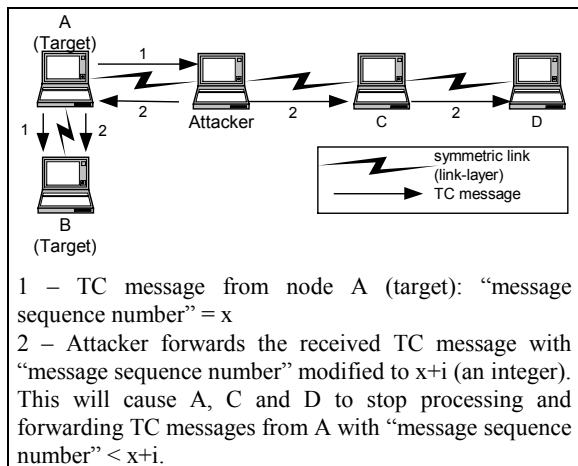 A
(Target)
1
2
2
2
Attacker
C
D
1
2
B
(Target)
symmetric link
(link-layer)
TC message
1 – TC message from node A (target): “message
sequence number” = x
2 – Attacker forwards the received TC message with
“message sequence number” modified to x+i (an integer).
This will cause A, C and D to stop processing and
forwarding TC messages from A with “message sequence
number” < x+i.